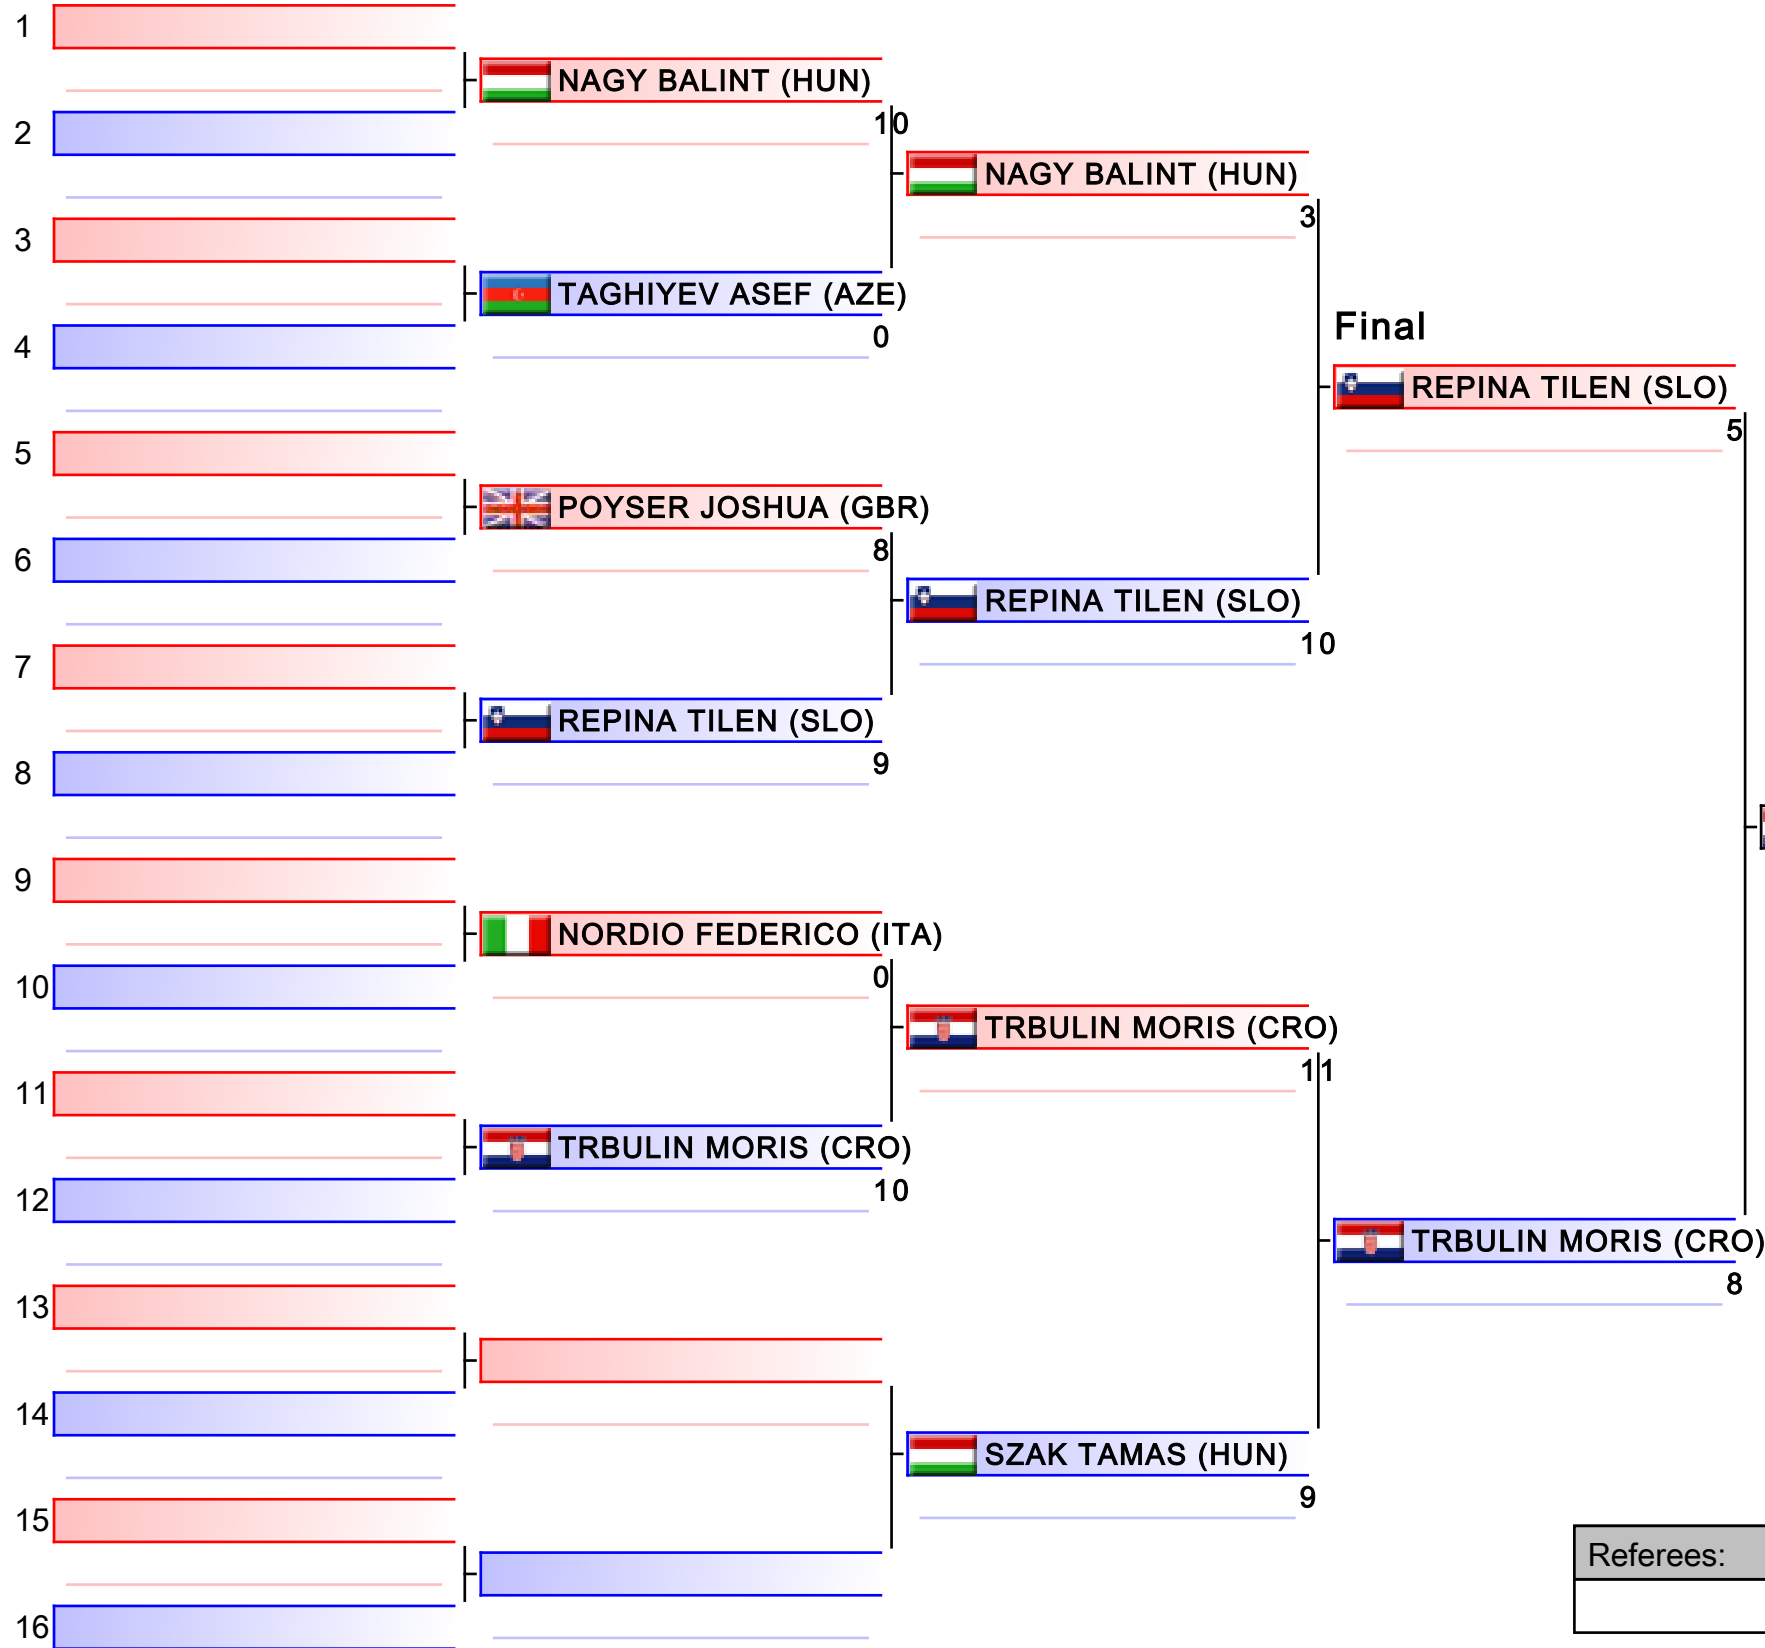 1
NAGY BALINT (HUN)
10
2
NAGY BALINT (HUN)
3
3
TAGHIYEV ASEF (AZE)
0
4
Final
REPINA TILEN (SLO)
5
5
POYSER JOSHUA (GBR)
8
6
REPINA TILEN (SLO)
10
7
REPINA TILEN (SLO)
9
8
9
NORDIO FEDERICO (ITA)
0
10
TRBULIN MORIS (CRO)
11
11
TRBULIN MORIS (CRO)
10
12
TRBULIN MORIS (CRO)
8
13
14
SZAK TAMAS (HUN)
9
15
Referees:
16